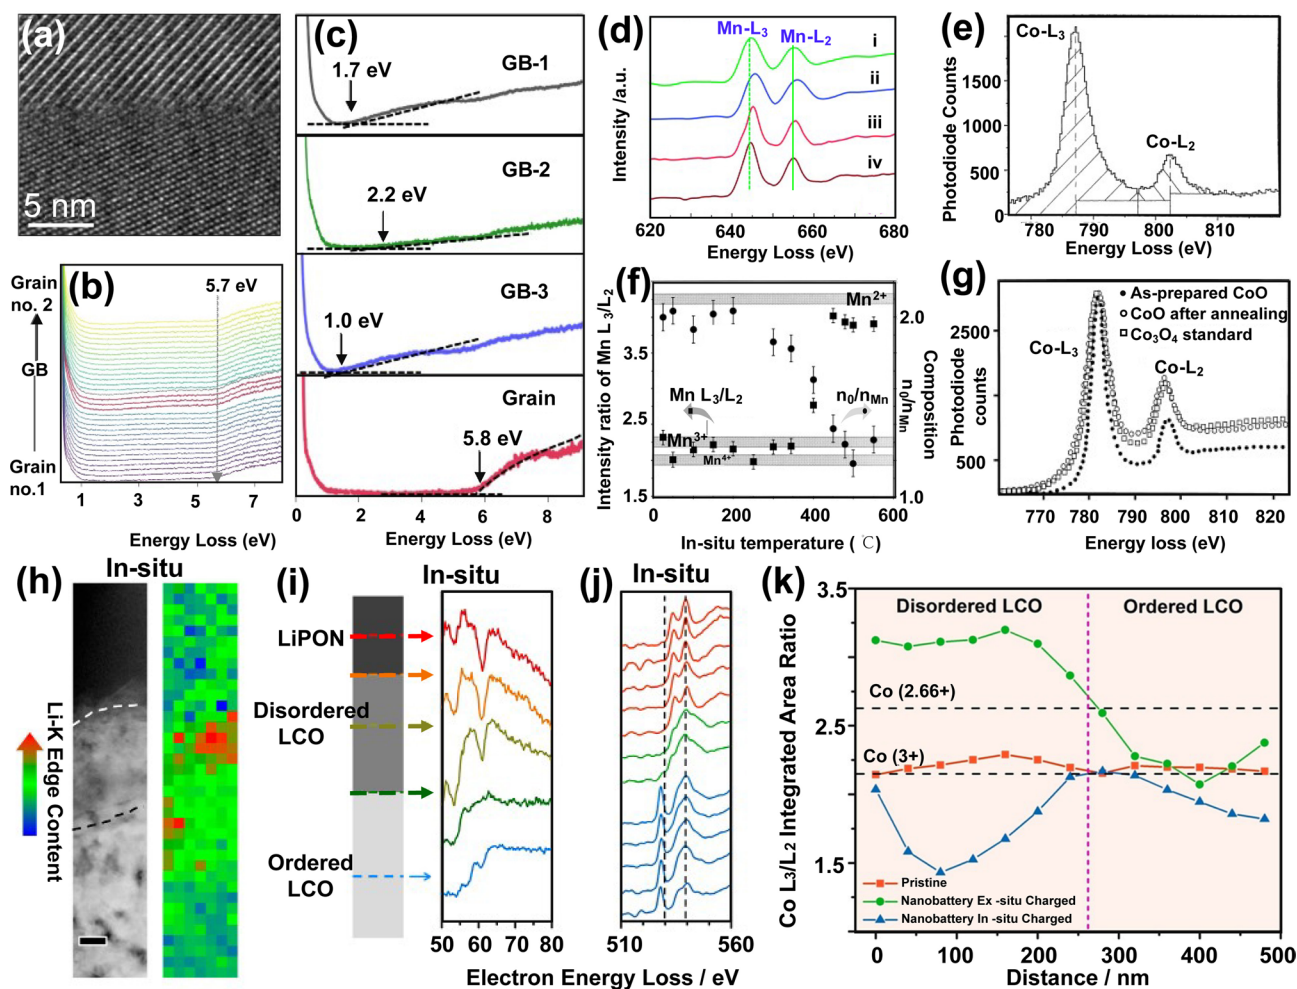 (a)
5 nm
(b)
Grain
no. 2
GB
Grain
no.1
5.7 eV
1
3
5
7
Energy Loss (eV)
(c)
GB-1
1.7 eV
GB-2
2.2 eV
GB-3
1.0 eV
Grain
5.8 eV
0
2
4
6
8
Energy Loss (eV)
(d)
Mn-L3
Mn-L2
i
ii
iii
iv
Intensity /a.u.
620
640
660
680
Energy Loss (eV)
(e)
Co-L3
Co-L2
Photodiode Counts
1500
1000
500
0
780
790
800
810
Energy Loss (eV)
(f)
Mn2+
Mn L3/L2
n0/nMn
Mn3+
Mn4+
Intensity ratio of Mn L3/L2
3.5
2.5
1.5
2.0
1.0
Composition
n0/nMn
0
200
400
600
In-situ temperature ( ℃)
(g)
As-prepared CoO
CoO after annealing
Co3O4 standard
Co-L3
Co-L2
Photodiode
counts
2500
500
770
780
790
800
810
820
Energy loss (eV)
(h)
In-situ
Li-K Edge Content
(i)
In-situ
LiPON
Disordered
LCO
Ordered
LCO
50
60
70
80
(j)
In-situ
510
540
560
Electron Energy Loss / eV
(k)
Disordered LCO
Ordered LCO
Co (2.66+)
Co (3+)
Pristine
Nanobattery Ex -situ Charged
Nanobattery In -situ Charged
Co L3/L2 Integrated Area Ratio
3.5
2.5
1.5
0
100
200
300
400
500
Distance / nm